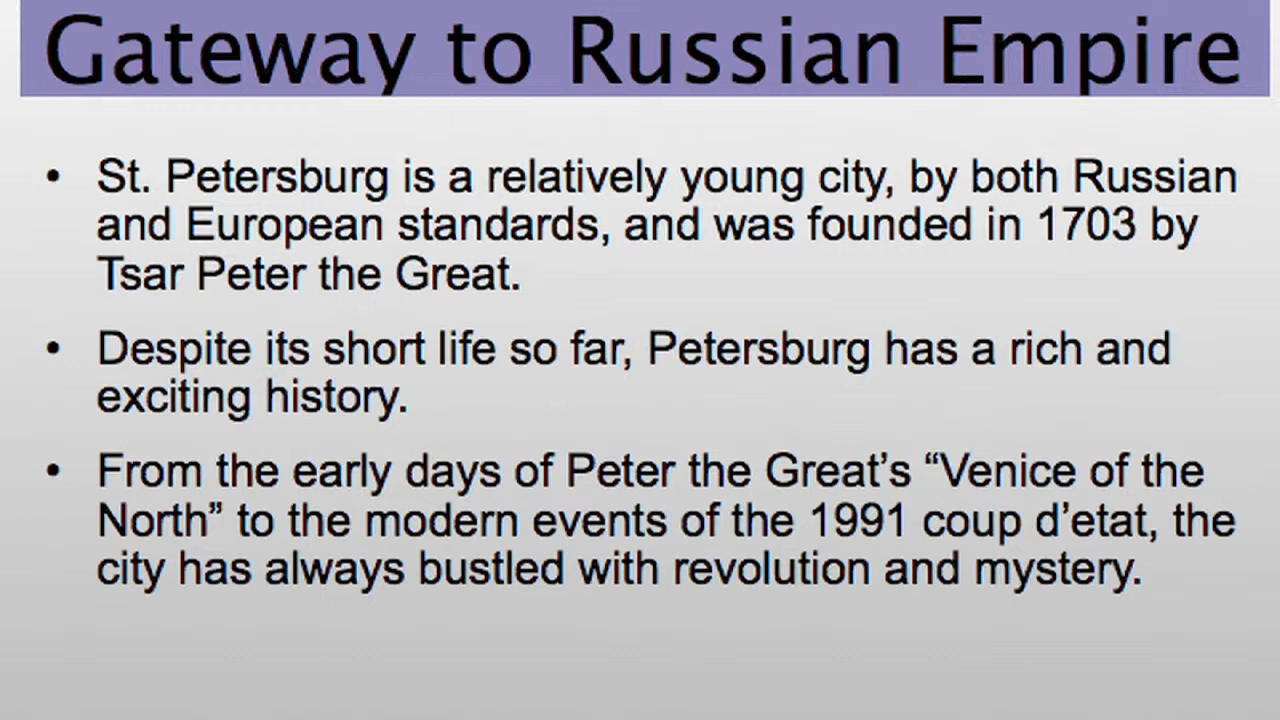 Gateway to Russian Empire
• St. Petersburg is a relatively young city, by both Russian
and European standards, and was founded in 1703 by
Tsar Peter the Great.
• Despite its short life so far, Petersburg has a rich and
exciting history.
• From the early days of Peter the Great’s “Venice of the
North” to the modern events of the 1991 coup d’etat, the
city has always bustled with revolution and mystery.